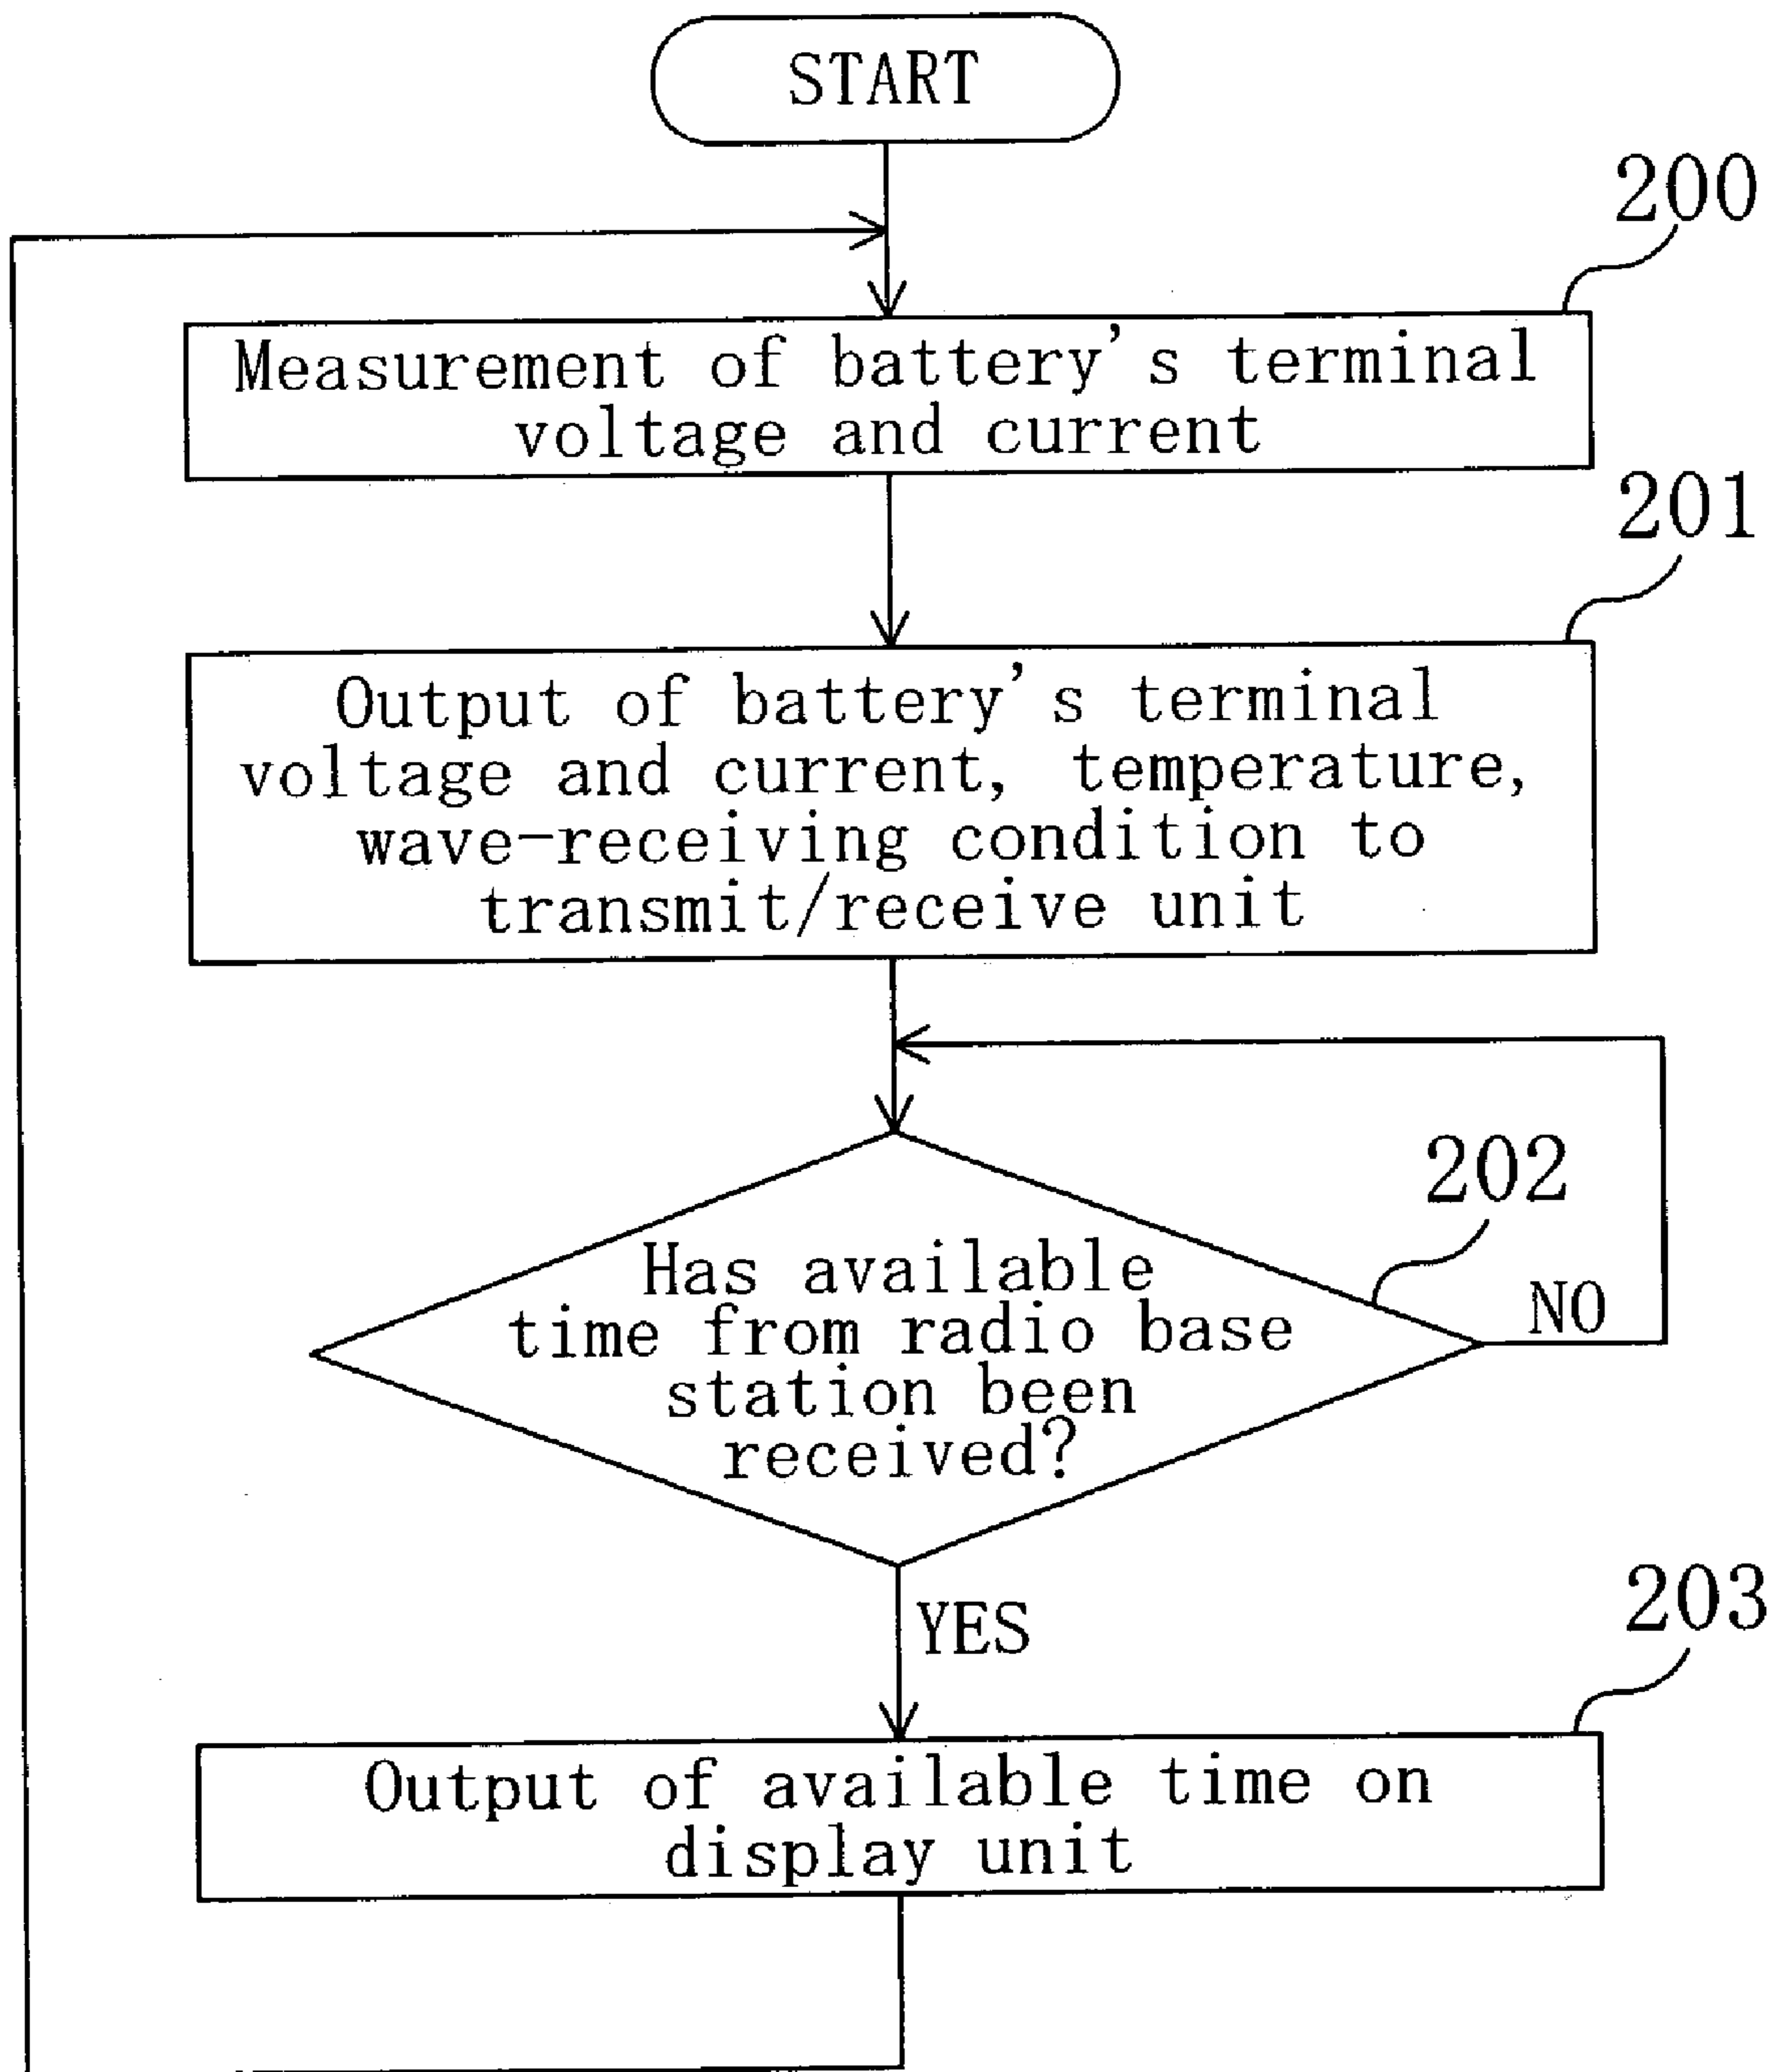 START
200
Measurement of battery's terminal
voltage and current
201
Output of battery's terminal
voltage and current, temperature,
wave-receiving condition to
transmit/receive unit
202
Has available
time from radio base
station been
received?
NO
YES
203
Output of available time on
display unit